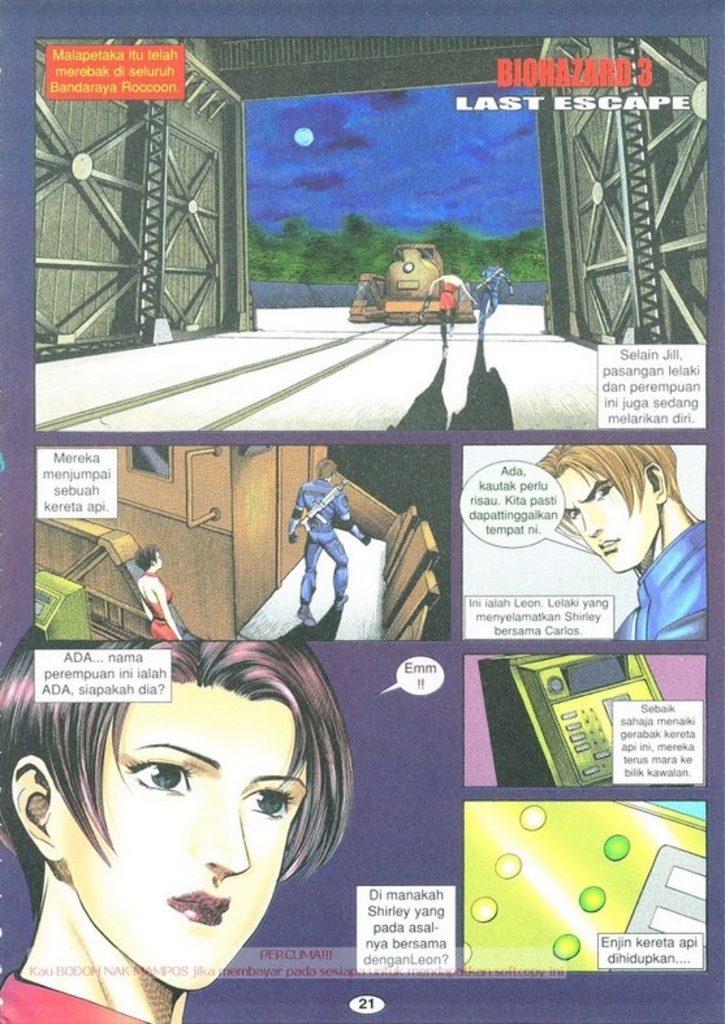 Malapetaka itu telah
merebak di seluruh
Bandaraya Roccoon.
BIOHAZARD 3
LAST ESCAPE
Selain Jill,
pasangan lelaki
dan perempuan
ini juga sedang
melarikan diri.
Mereka
menjumpai
sebuah
kereta api.
Ada,
kautak perlu
risau. Kita pasti
dapattinggalkan
tempat ni.
Ini ialah Leon. Lelaki yang
menyelamatkan Shirley
bersama Carlos.
ADA... nama
perempuan ini ialah
ADA, siapakah dia?
Emm
!!
Sebaik
sahaja menaiki
gerabak kereta
api ini, mereka
terus mara ke
bilik kawalan.
Di manakah
Shirley yang
pada asal-
nya bersama
denganLeon?
Enjin kereta api
dihidupkan....
PERCUMA!!!
Kau BODOH NAK MAMPOS jika membayar pada sesiapa untuk mendapatkan softcopy ini
21